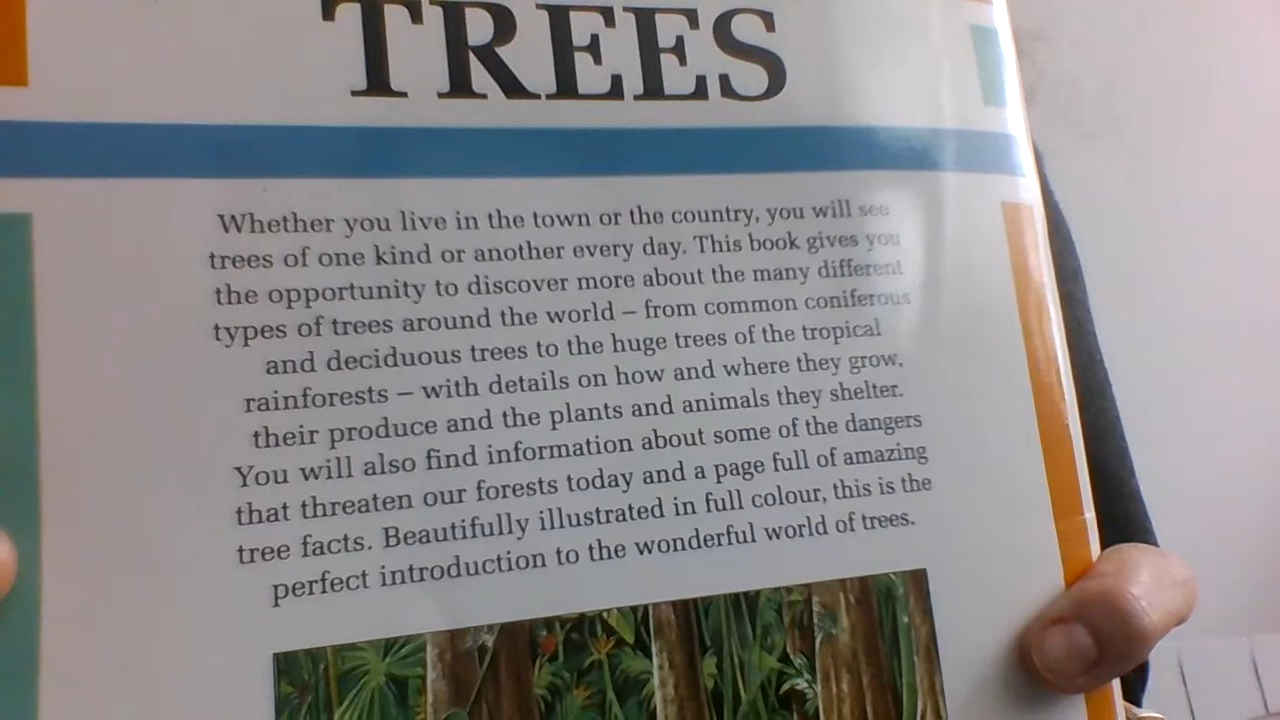 TREES
Whether you live in the town or the country, you will see
trees of one kind or another every day. This book gives you
the opportunity to discover more about the many different
types of trees around the world – from common coniferous
and deciduous trees to the huge trees of the tropical
rainforests – with details on how and where they grow,
their produce and the plants and animals they shelter.
You will also find information about some of the dangers
that threaten our forests today and a page full of amazing
tree facts. Beautifully illustrated in full colour, this is the
perfect introduction to the wonderful world of trees.